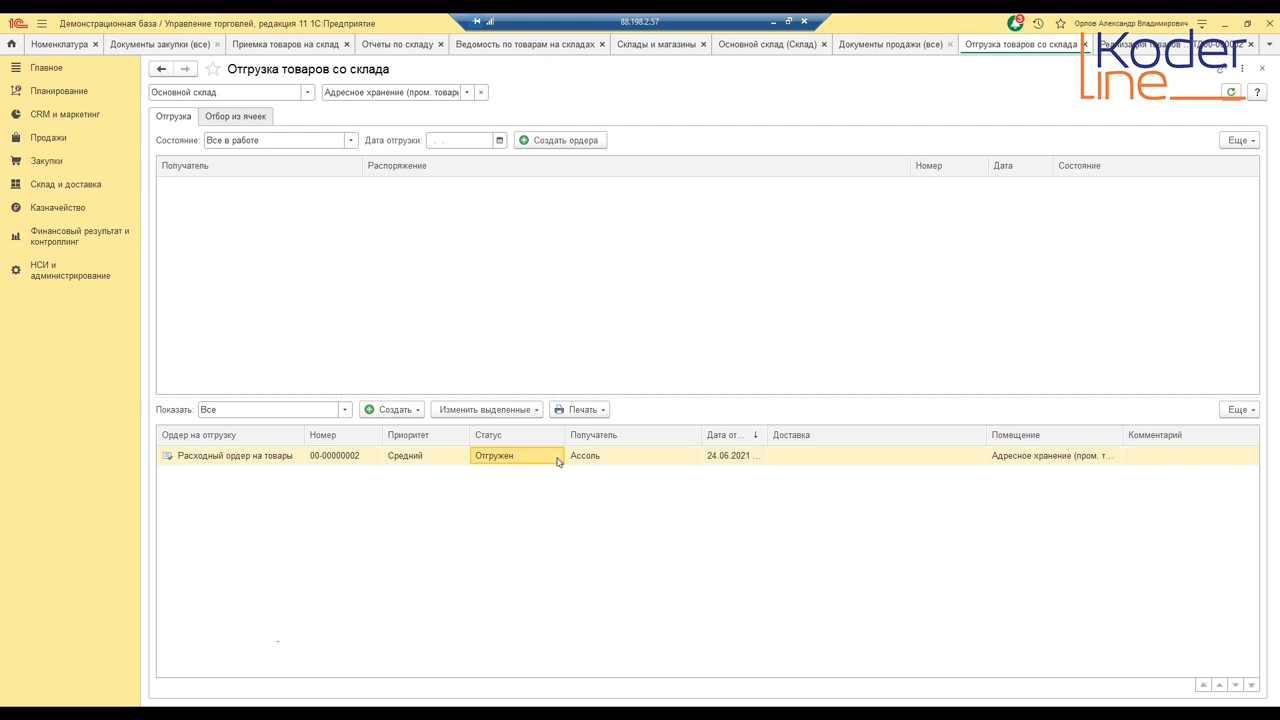 Демонстрационная база / Управление торговлей, редакция 11 1С:Предприятие
88.198.2.57
3
Орлов Александр Владимирович
Номенклатура
Документы закупки (все)
Приемка товаров на склад
Отчеты по складу
Ведомость по товарам на складах
Склады и магазины
Основной склад (Склад)
Документы продажи (все)
Отгрузка товаров со склада
Koder
line
Главное
Планирование
CRM и маркетинг
Продажи
Закупки
Склад и доставка
Казначейство
Финансовый результат и
контроллинг
НСИ и
администрирование
Отгрузка товаров со склада
Основной склад
Адресное хранение (пром. товары
?
Отгрузка
Отбор из ячеек
Состояние: Все в работе
Дата отгрузки: . .
Создать ордера
Еще
Получатель
Распоряжение
Номер
Дата
Состояние
Показать: Все
Создать
Изменить выделенные
Печать
Еще
Ордер на отгрузку
Номер
Приоритет
Статус
Получатель
Дата от... ↓
Доставка
Помещение
Комментарий
Расходный ордер на товары
00-00000002
Средний
Отгружен
Ассоль
24.06.2021 ...
Адресное хранение (пром. т...